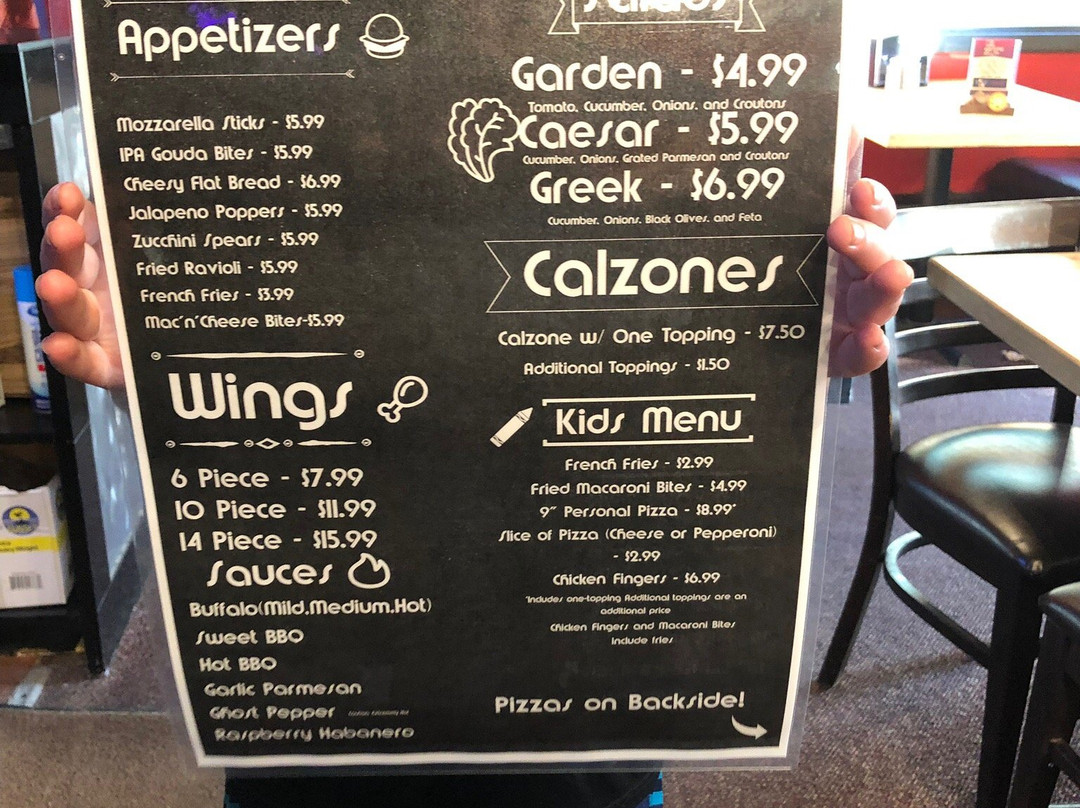 Appetizers
Mozzarella Sticks - $5.99
IPA Gouda Bites - $5.99
Cheesy Flat Bread - $6.99
Jalapeno Poppers - $5.99
Zucchini Spears - $5.99
Fried Ravioli - $5.99
French Fries - $3.99
Mac'n'Cheese Bites-$5.99
Wings
6 Piece - $7.99
10 Piece - $11.99
14 Piece - $15.99
Sauces
Buffalo(Mild,Medium,Hot)
Sweet BBQ
Hot BBQ
Garlic Parmesan
Ghost Pepper
Raspberry Habanero
Salads
Garden - $4.99
Tomato, Cucumber, Onions, and Croutons
Caesar - $5.99
Cucumber, Onions, Grated Parmesan and Croutons
Greek - $6.99
Cucumber, Onions, Black Olives, and Feta
Calzones
Calzone w/ One Topping - $7.50
Additional Toppings - $1.50
Kids Menu
French Fries - $2.99
Fried Macaroni Bites - $4.99
9" Personal Pizza - $8.99*
Slice of Pizza (Cheese or Pepperoni)
- $2.99
Chicken Fingers - $6.99
*Includes one-topping Additional toppings are an
additional price
Chicken Fingers and Macaroni Bites
Include fries
Pizzas on Backside!